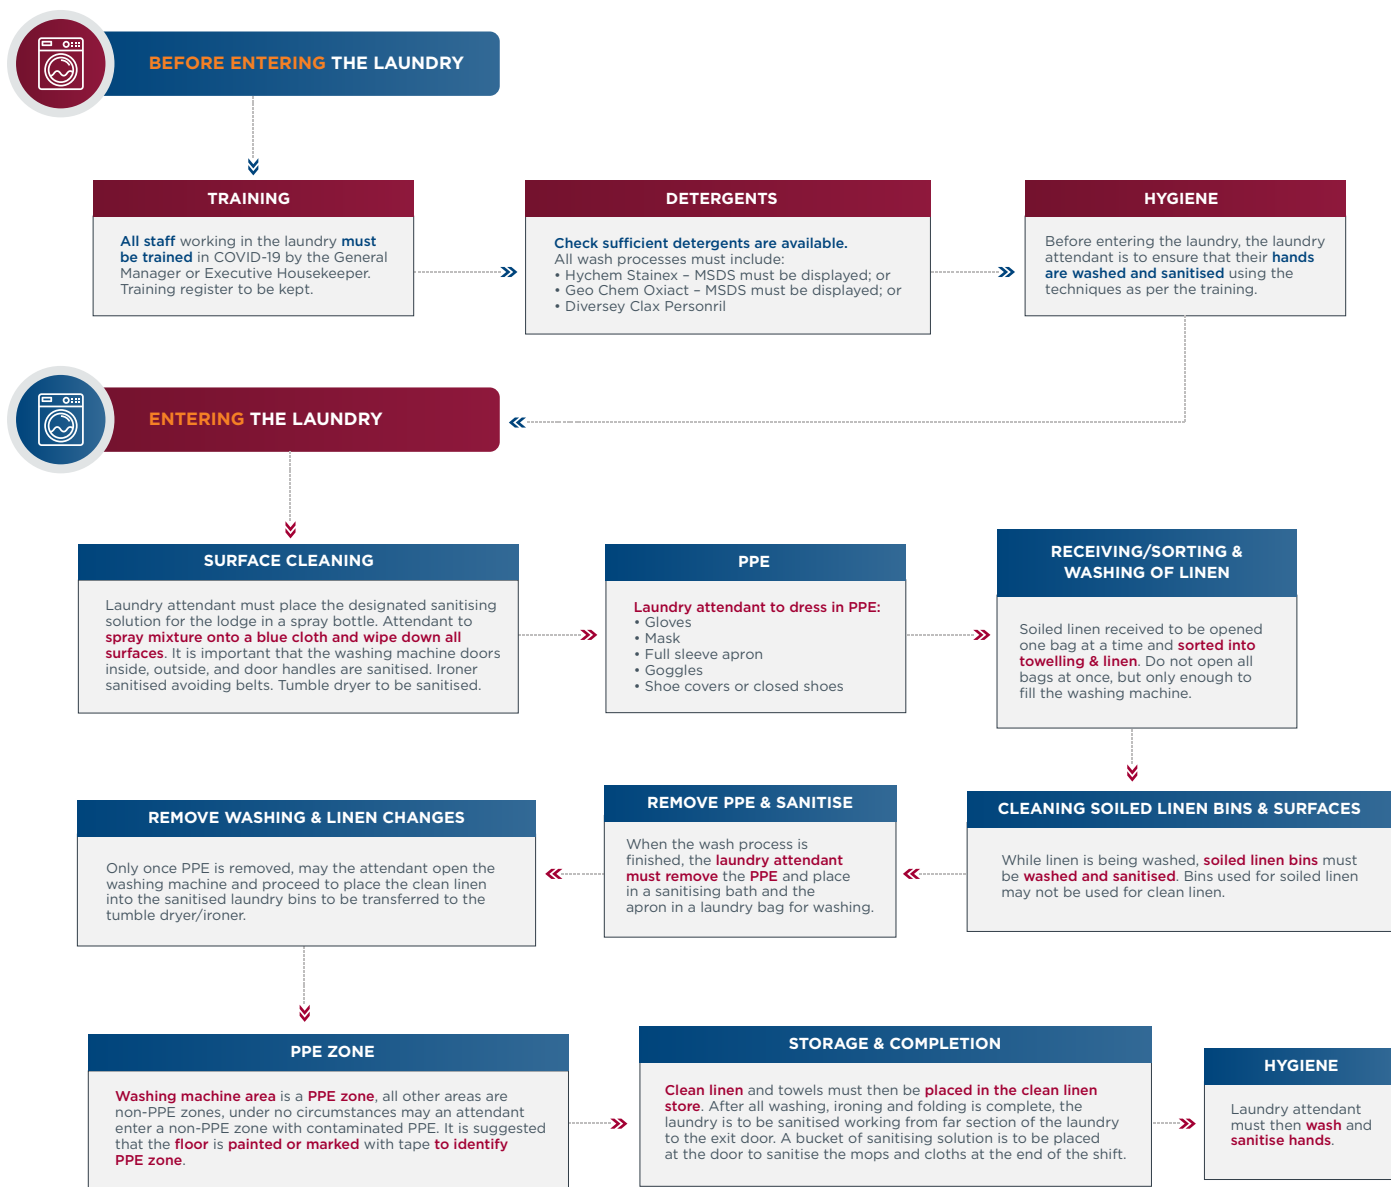 BEFORE ENTERING THE LAUNDRY
TRAINING
All staff working in the laundry must
be trained in COVID-19 by the General
Manager or Executive Housekeeper.
Training register to be kept.
DETERGENTS
Check sufficient detergents are available.
All wash processes must include:
• Hychem Stainex – MSDS must be displayed; or
• Geo Chem Oxiact – MSDS must be displayed; or
• Diversey Clax Personril
HYGIENE
Before entering the laundry, the laundry
attendant is to ensure that their hands
are washed and sanitised using the
techniques as per the training.
ENTERING THE LAUNDRY
SURFACE CLEANING
Laundry attendant must place the designated sanitising
solution for the lodge in a spray bottle. Attendant to
spray mixture onto a blue cloth and wipe down all
surfaces. It is important that the washing machine doors
inside, outside, and door handles are sanitised. Ironer
sanitised avoiding belts. Tumble dryer to be sanitised.
PPE
Laundry attendant to dress in PPE:
• Gloves
• Mask
• Full sleeve apron
• Goggles
• Shoe covers or closed shoes
RECEIVING/SORTING &
WASHING OF LINEN
Soiled linen received to be opened
one bag at a time and sorted into
towelling & linen. Do not open all
bags at once, but only enough to
fill the washing machine.
CLEANING SOILED LINEN BINS & SURFACES
While linen is being washed, soiled linen bins must
be washed and sanitised. Bins used for soiled linen
may not be used for clean linen.
REMOVE PPE & SANITISE
When the wash process is
finished, the laundry attendant
must remove the PPE and place
in a sanitising bath and the
apron in a laundry bag for washing.
REMOVE WASHING & LINEN CHANGES
Only once PPE is removed, may the attendant open the
washing machine and proceed to place the clean linen
into the sanitised laundry bins to be transferred to the
tumble dryer/ironer.
PPE ZONE
Washing machine area is a PPE zone, all other areas are
non-PPE zones, under no circumstances may an attendant
enter a non-PPE zone with contaminated PPE. It is suggested
that the floor is painted or marked with tape to identify
PPE zone.
STORAGE & COMPLETION
Clean linen and towels must then be placed in the clean linen
store. After all washing, ironing and folding is complete, the
laundry is to be sanitised working from far section of the laundry
to the exit door. A bucket of sanitising solution is to be placed
at the door to sanitise the mops and cloths at the end of the shift.
HYGIENE
Laundry attendant
must then wash and
sanitise hands.